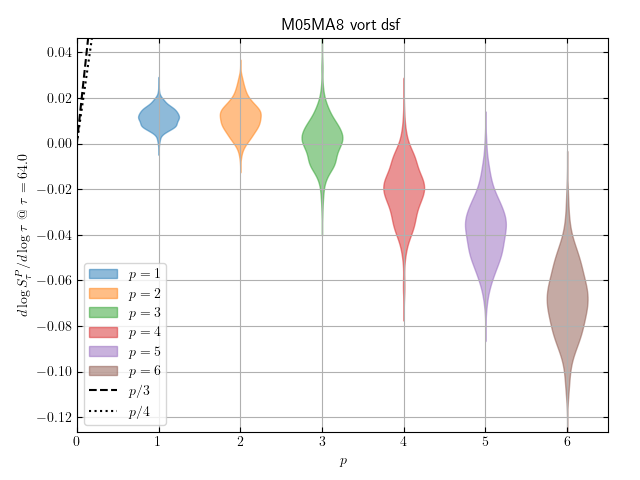 M05MA8 vort dsf
d log S_τ^P / d log τ @ τ = 64.0
0.04
0.02
0.00
−0.02
−0.04
−0.06
−0.08
−0.10
−0.12
p = 1
p = 2
p = 3
p = 4
p = 5
p = 6
p/3
p/4
0 1 2 3 4 5 6
p